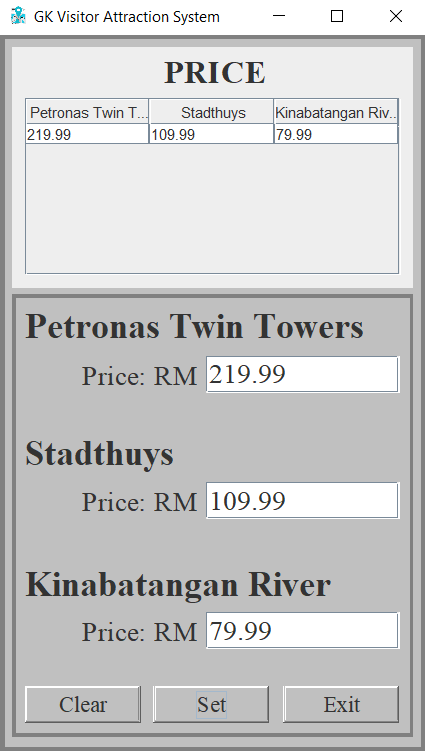 GK Visitor Attraction System
PRICE
Petronas Twin T... Stadthuys Kinabatangan Riv...
219.99 109.99 79.99
Petronas Twin Towers
Price: RM 219.99
Stadthuys
Price: RM 109.99
Kinabatangan River
Price: RM 79.99
Clear Set Exit